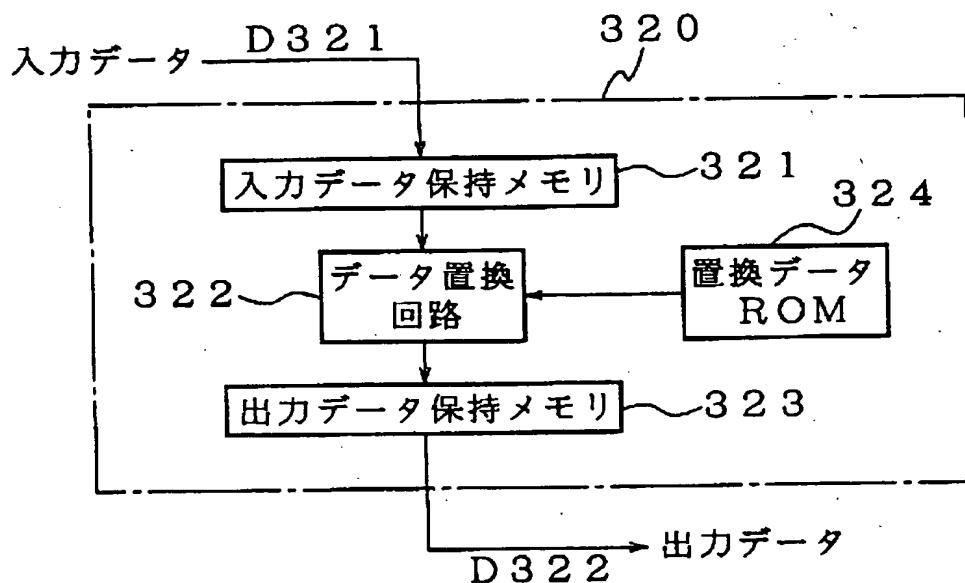 D321
320
入力データ
入力データ保持メモリ
321
324
322
データ置換
回路
置換データ
ROM
出力データ保持メモリ
323
出力データ
D322